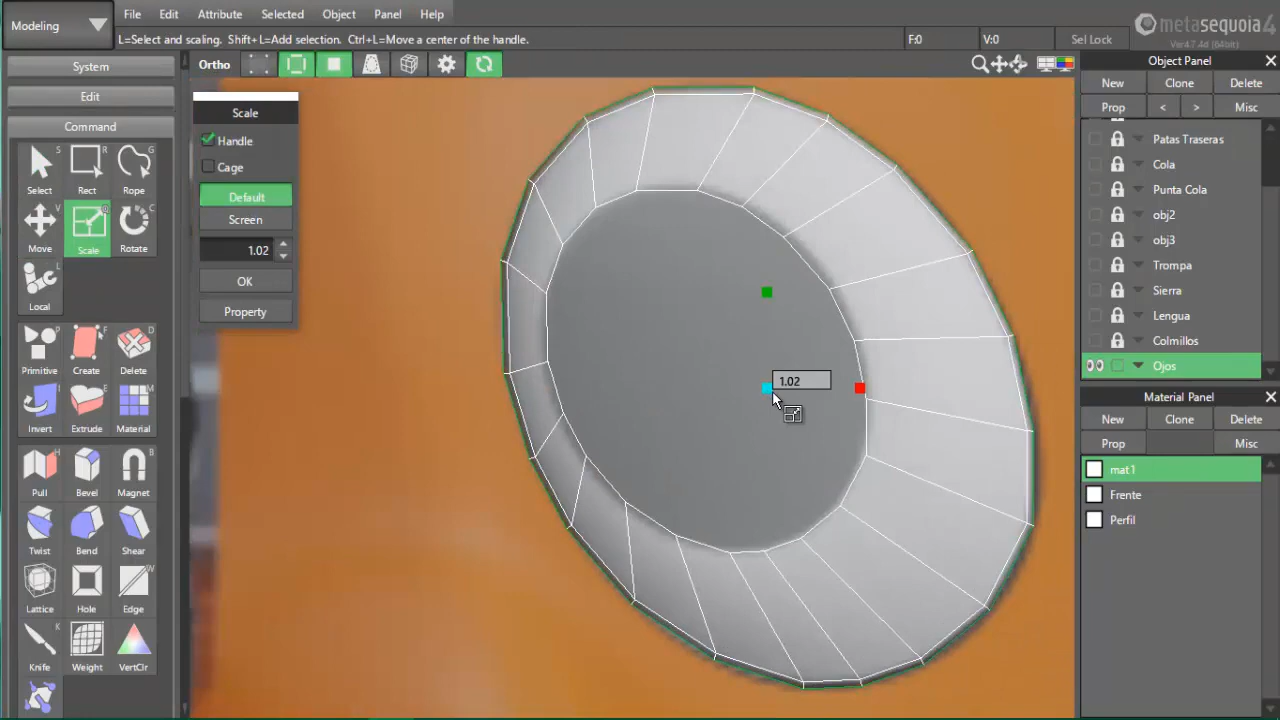 Modeling
File Edit Attribute Selected Object Panel Help
L=Select and scaling. Shift+L=Add selection. Ctrl+L=Move a center of the handle.
F:0
V:0
Sel Lock
metasequoia 4
Ver4.7.4d (64bit)
System
Edit
Command
Select S
Rect R
Rope G
Move V
Scale
Rotate C
Local L
Primitive P
Create F
Delete D
Invert I
Extrude E
Material M
Pull H
Bevel
Magnet B
Twist
Bend
Shear
Lattice
Hole
Edge W
Knife
Weight
VertClr
Ortho
Scale
Handle
Cage
Default
Screen
1.02
OK
Property
1.02
Object Panel
New Clone Delete
Prop < > Misc
Patas Traseras
Cola
Punta Cola
obj2
obj3
Trompa
Sierra
Lengua
Colmillos
Ojos
Material Panel
New Clone Delete
Prop Misc
mat1
Frente
Perfil